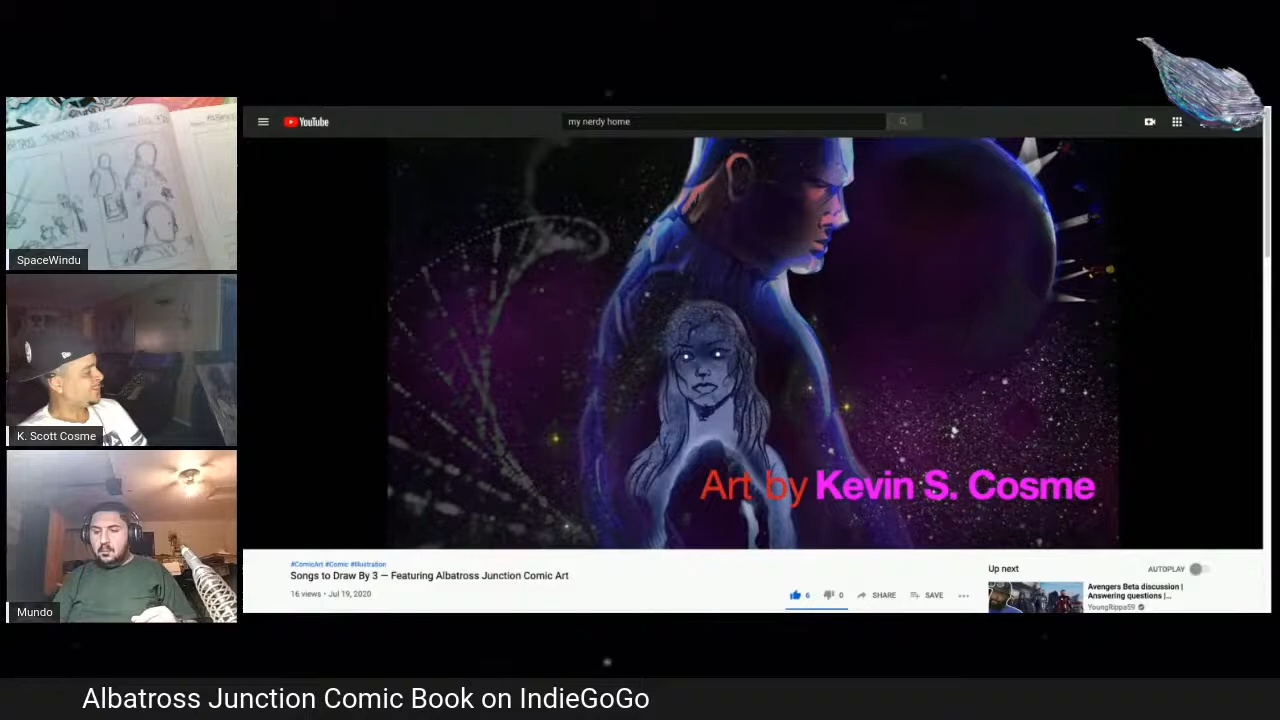 YouTube
my nerdy home
SpaceWindu
K. Scott Cosme
Mundo
Art by Kevin S. Cosme
#ComicArt #Comic #Illustration
Songs to Draw By 3 — Featuring Albatross Junction Comic Art
16 views • Jul 19, 2020
6
0
SHARE
SAVE
Up next
AUTOPLAY
Avengers Beta discussion |
Answering questions |...
YoungRippa59
Albatross Junction Comic Book on IndieGoGo